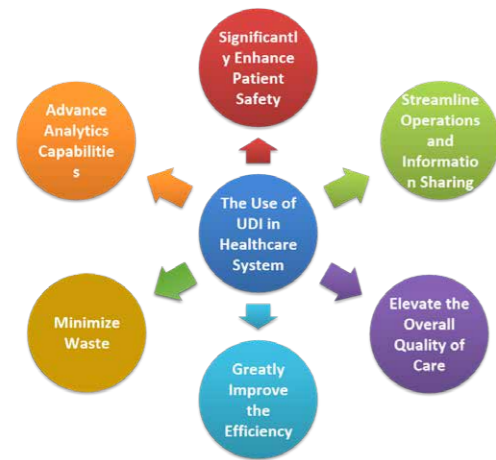 Significantl
y Enhance
Patient
Safety
Streamline
Operations
and
Informatio
n Sharing
Elevate the
Overall
Quality of
Care
Greatly
Improve
the
Efficiency
Minimize
Waste
Advance
Analytics
Capabilitie
s
The Use of
UDI in
Healthcare
System